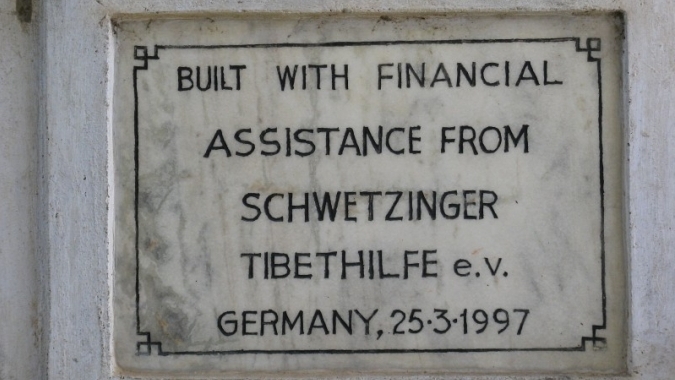 BUILT WITH FINANCIAL
ASSISTANCE FROM
SCHWETZINGER
TIBETHILFE e.v.
GERMANY, 25·3·1997